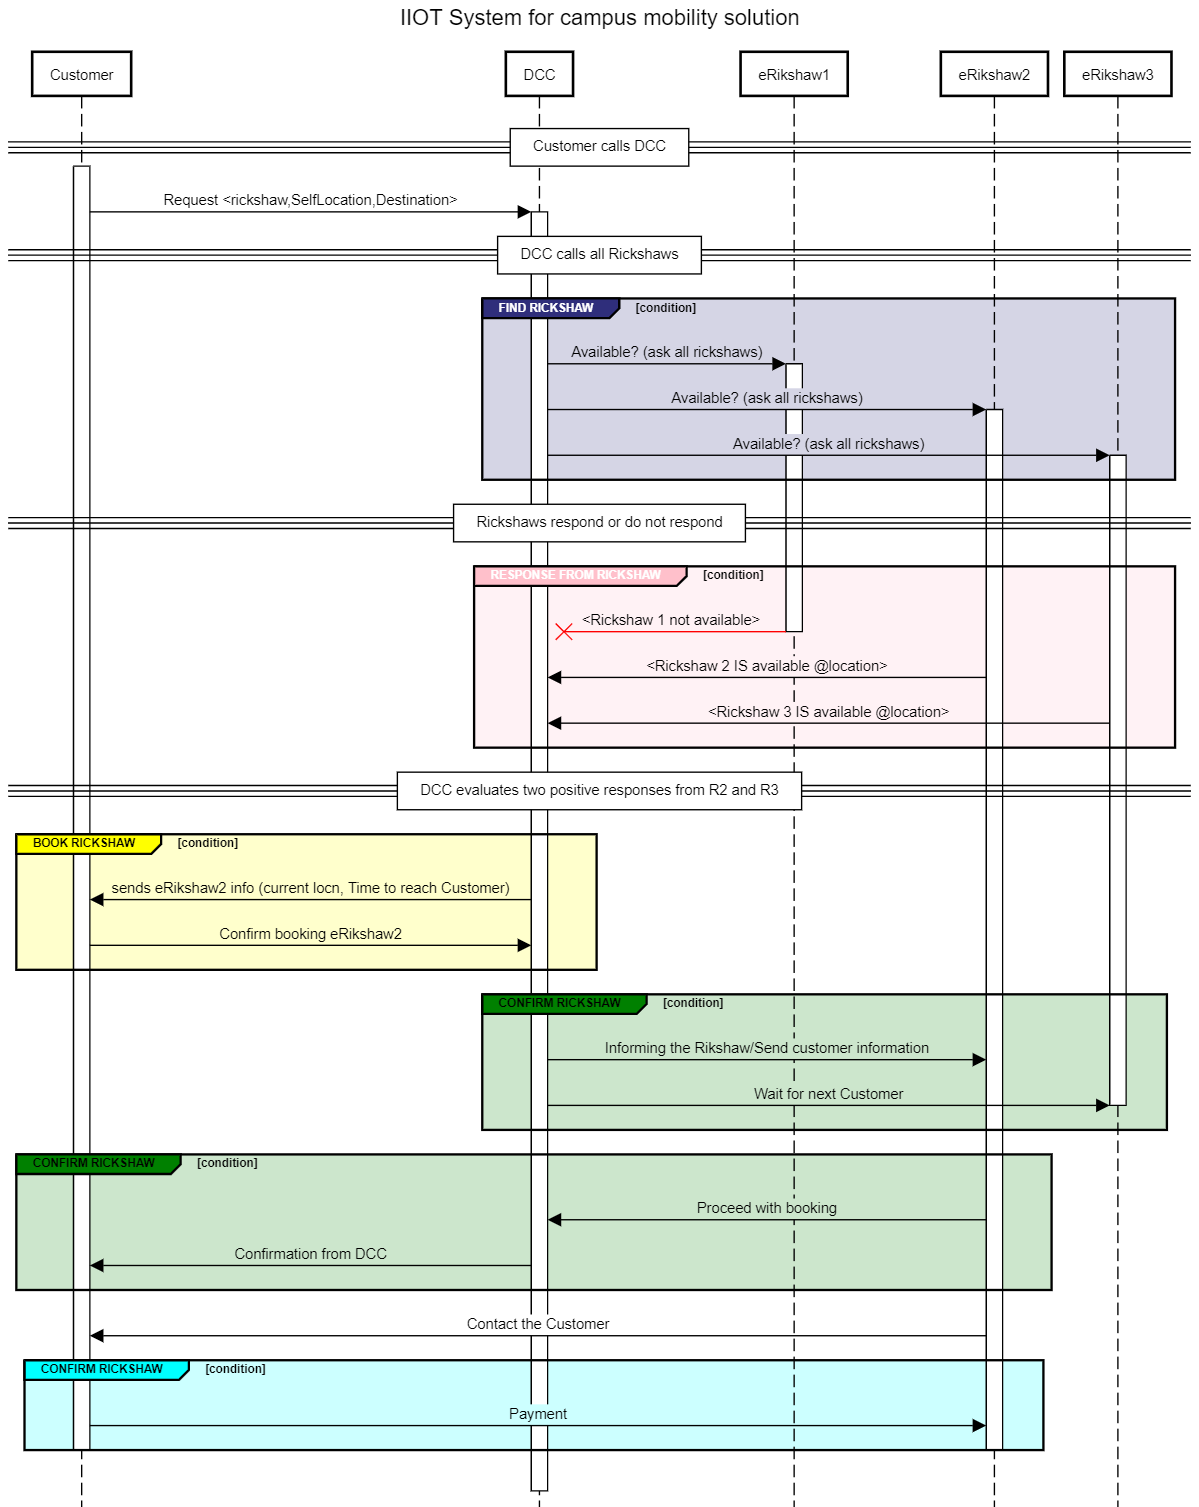 IIOT System for campus mobility solution
Customer
DCC
eRikshaw1
eRikshaw2
eRikshaw3
Customer calls DCC
Request <rickshaw,SelfLocation,Destination>
DCC calls all Rickshaws
FIND RICKSHAW
[condition]
Available? (ask all rickshaws)
Available? (ask all rickshaws)
Available? (ask all rickshaws)
Rickshaws respond or do not respond
RESPONSE FROM RICKSHAW
[condition]
<Rickshaw 1 not available>
<Rickshaw 2 IS available @location>
<Rickshaw 3 IS available @location>
DCC evaluates two positive responses from R2 and R3
BOOK RICKSHAW
[condition]
sends eRikshaw2 info (current locn, Time to reach Customer)
Confirm booking eRikshaw2
CONFIRM RICKSHAW
[condition]
Informing the Rikshaw/Send customer information
Wait for next Customer
CONFIRM RICKSHAW
[condition]
Proceed with booking
Confirmation from DCC
Contact the Customer
CONFIRM RICKSHAW
[condition]
Payment